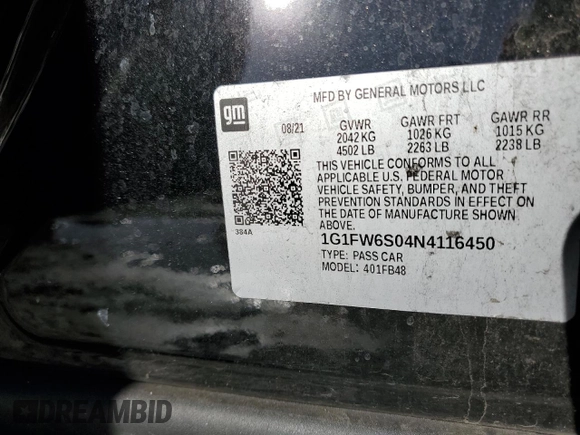 MFD BY GENERAL MOTORS LLC
gm
08/21
GVWR GAWR FRT GAWR RR
2042 KG 1026 KG 1015 KG
4502 LB 2263 LB 2238 LB
THIS VEHICLE CONFORMS TO ALL
APPLICABLE U.S. FEDERAL MOTOR
VEHICLE SAFETY, BUMPER, AND THEFT
PREVENTION STANDARDS IN EFFECT ON
THE DATE OF MANUFACTURE SHOWN
ABOVE.
384A
1G1FW6S04N4116450
TYPE: PASS CAR
MODEL: 401FB48
DREAMBID